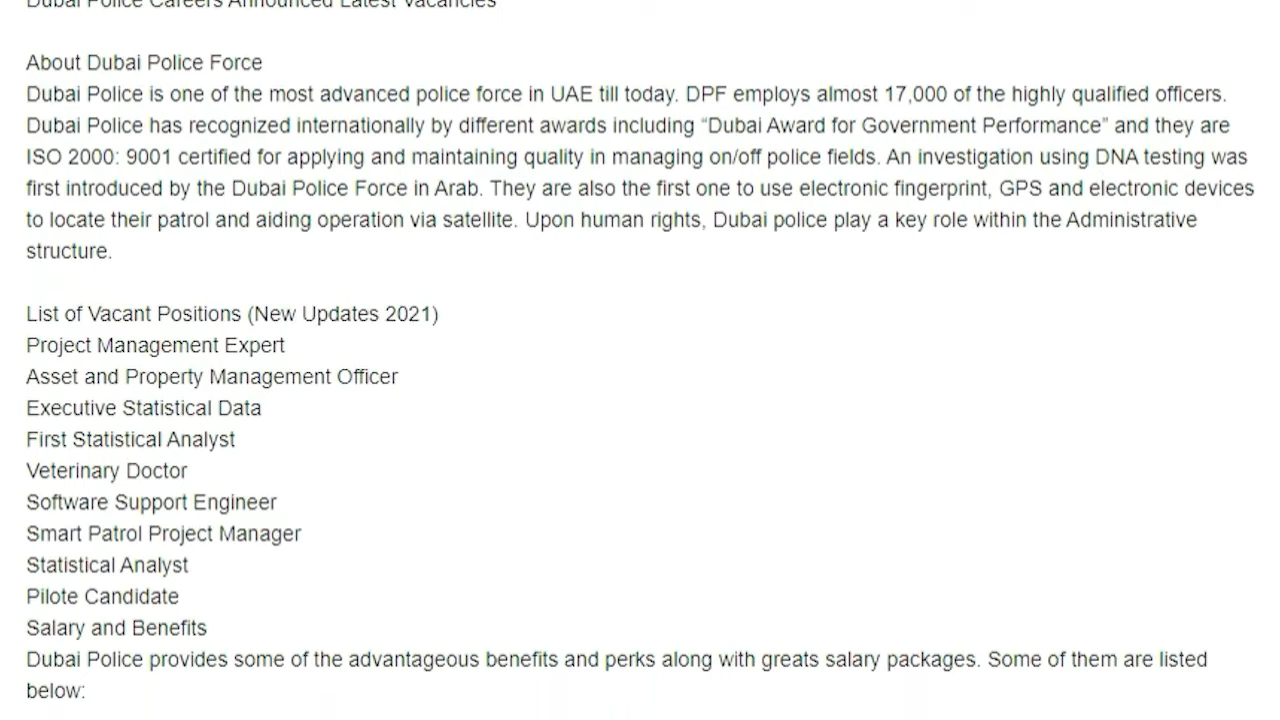 Dubai Police Careers Announced Latest Vacancies
About Dubai Police Force
Dubai Police is one of the most advanced police force in UAE till today. DPF employs almost 17,000 of the highly qualified officers.
Dubai Police has recognized internationally by different awards including “Dubai Award for Government Performance” and they are
ISO 2000: 9001 certified for applying and maintaining quality in managing on/off police fields. An investigation using DNA testing was
first introduced by the Dubai Police Force in Arab. They are also the first one to use electronic fingerprint, GPS and electronic devices
to locate their patrol and aiding operation via satellite. Upon human rights, Dubai police play a key role within the Administrative
structure.
List of Vacant Positions (New Updates 2021)
Project Management Expert
Asset and Property Management Officer
Executive Statistical Data
First Statistical Analyst
Veterinary Doctor
Software Support Engineer
Smart Patrol Project Manager
Statistical Analyst
Pilote Candidate
Salary and Benefits
Dubai Police provides some of the advantageous benefits and perks along with greats salary packages. Some of them are listed
below: